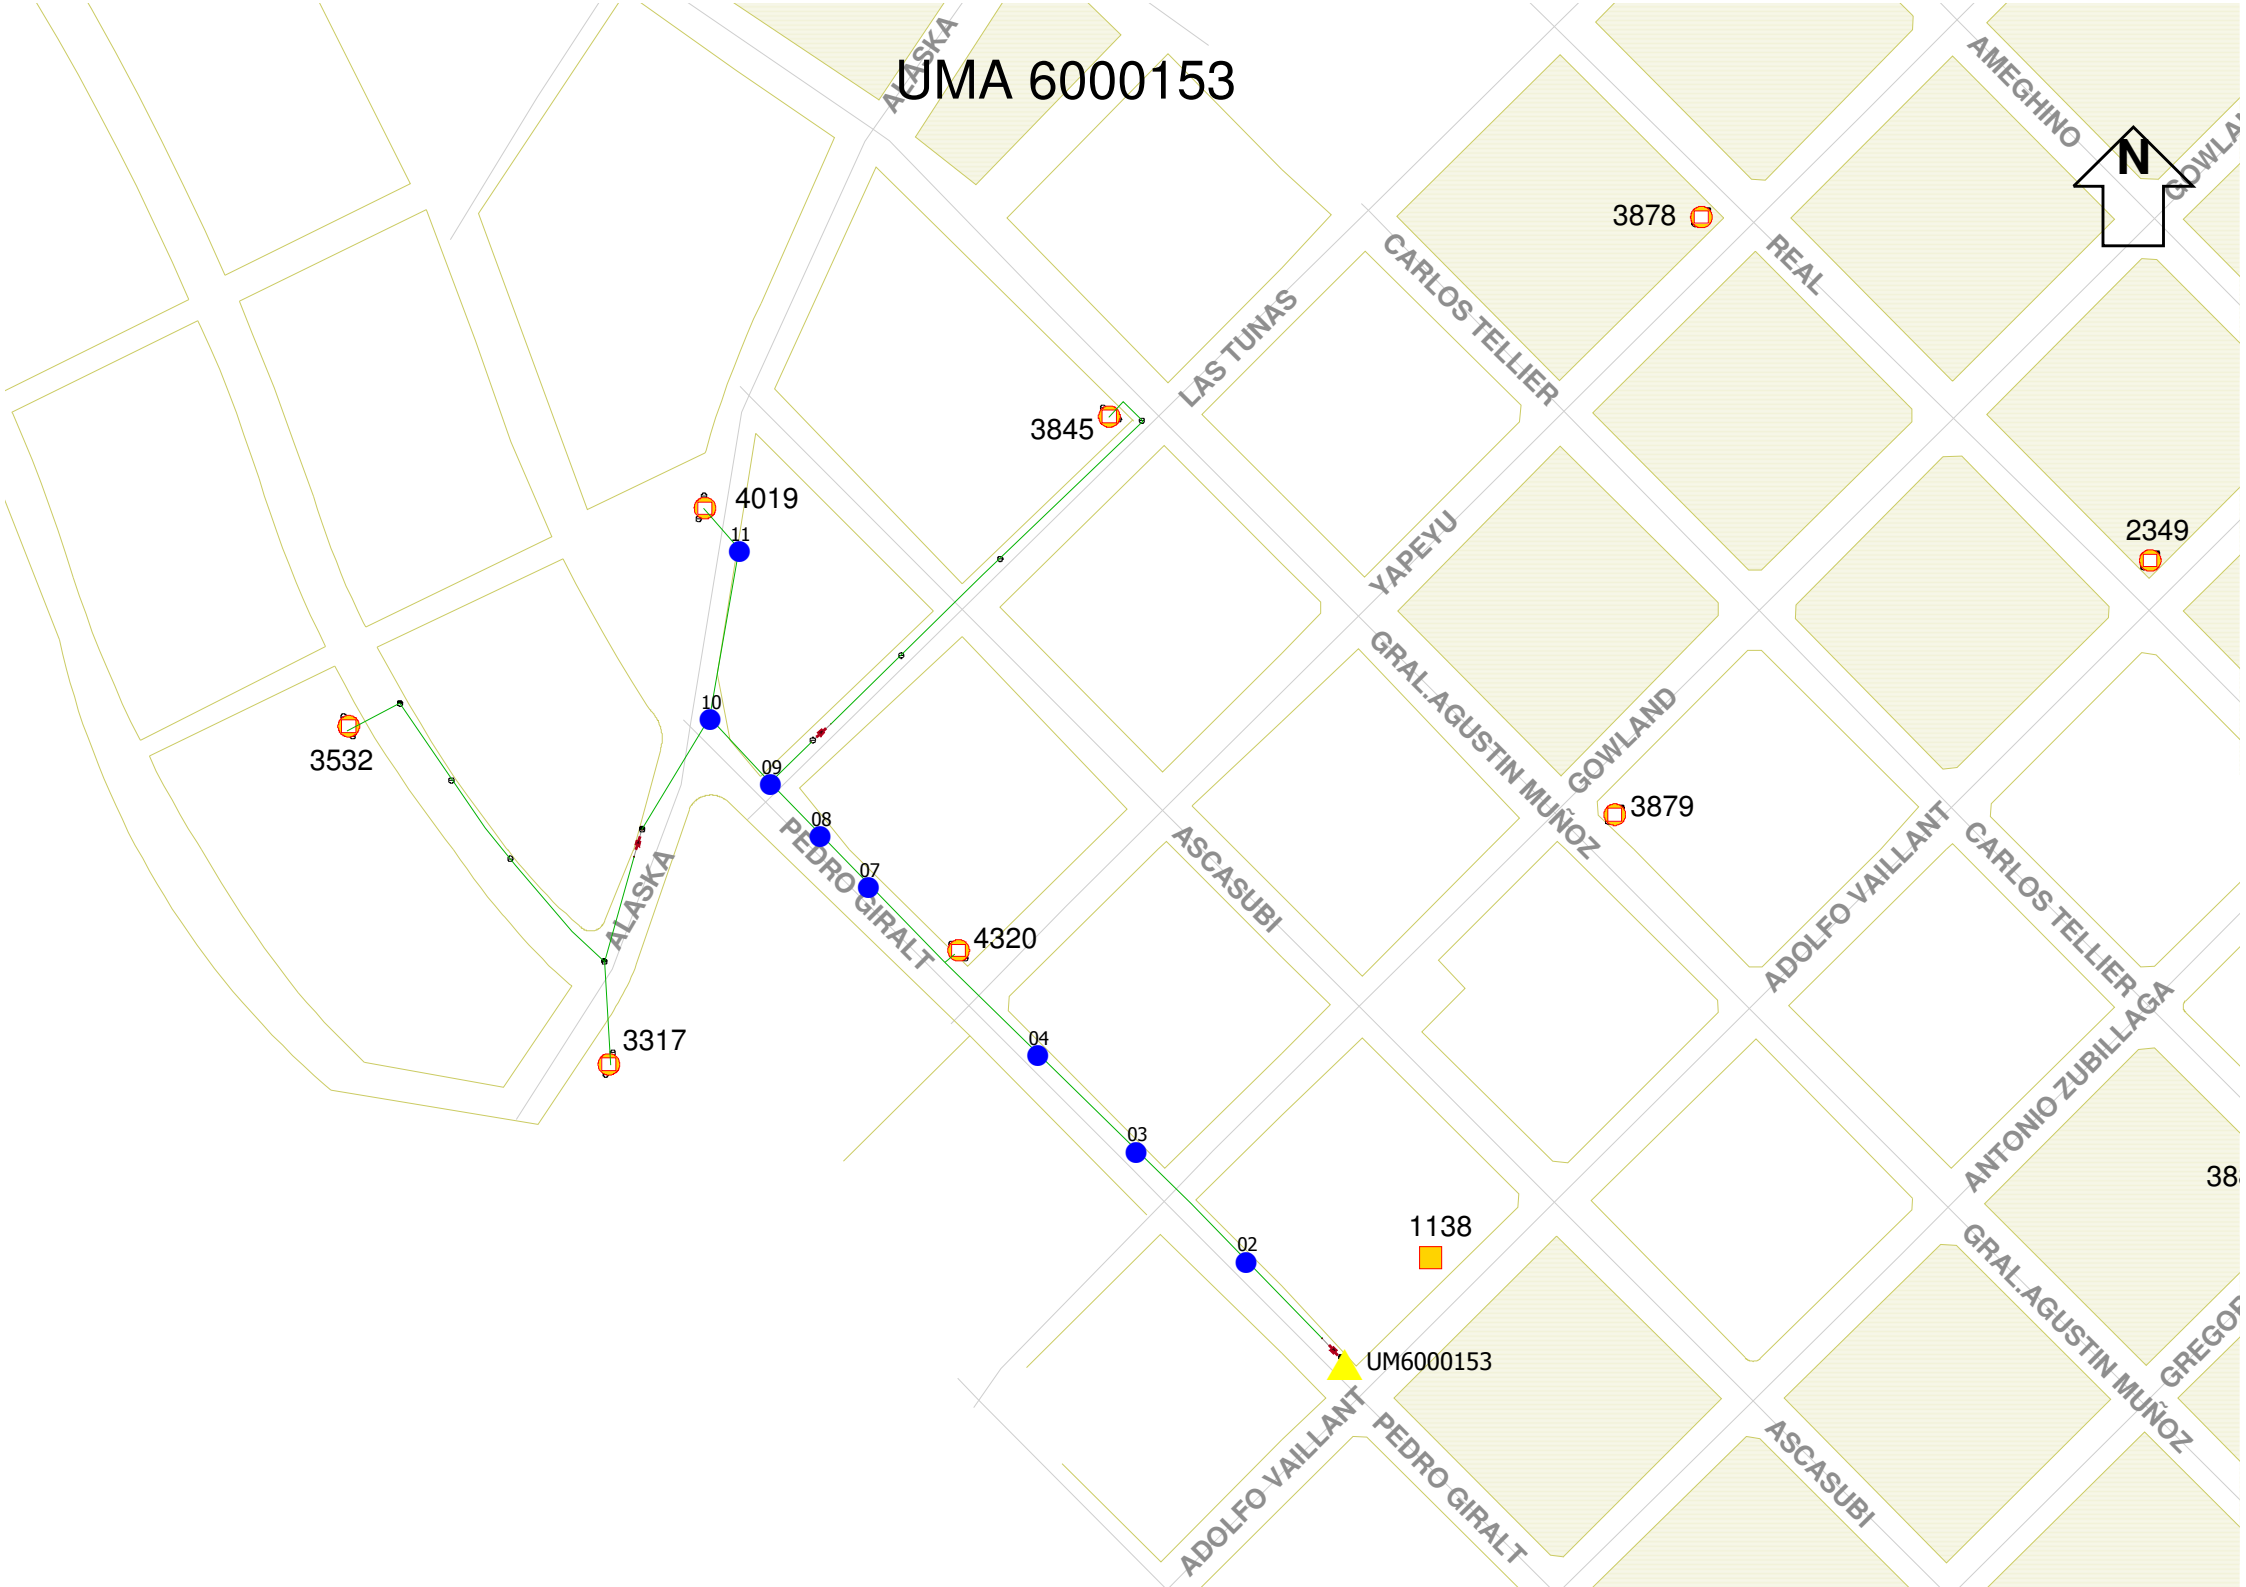 ALASKA
UMA 6000153
AMEGHINO
N
3878
CARLOS TELLIER
REAL
LAS TUNAS
3845
4019
11
YAPEYU
2349
GRAL.AGUSTIN MUÑOZ
10
3532
09
GOWLAND
3879
08
PEDRO GIRALT
07
ALASKA
ASCASUBI
ADOLFO VAILLANT
CARLOS TELLIER GA
4320
3317
04
ANTONIO ZUBILLAGA
03
1138
02
GRAL.AGUSTIN MUÑOZ
UM6000153
ADOLFO VAILLANT
PEDRO GIRALT
ASCASUBI